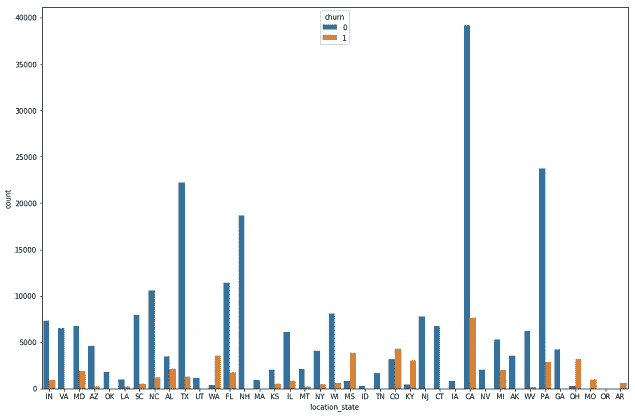 churn
0
1
40000
35000
30000
25000
20000
15000
10000
5000
0
count
IN VA MD AZ OK LA SC NC AL TX UT WA FL NH MA KS IL MT NY WI MS ID TN CO KY NJ CT IA CA NV MI AK WV PA GA OH MO OR AR
location_state